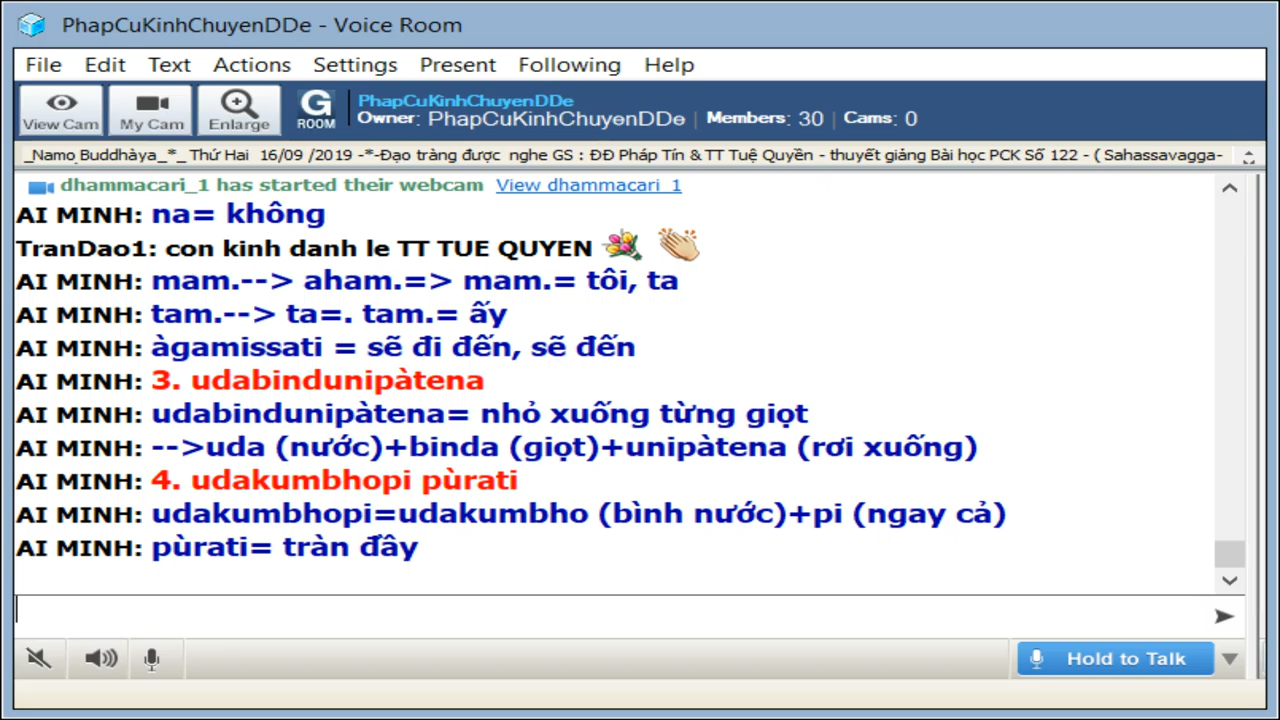 PhapCuKinhChuyenDDe - Voice Room
File Edit Text Actions Settings Present Following Help
View Cam My Cam Enlarge G ROOM
PhapCuKinhChuyenDDe
Owner: PhapCuKinhChuyenDDe | Members: 30 | Cams: 0
_Namo Buddhàya_*_ Thứ Hai 16/09 /2019 -*-Đạo tràng được nghe GS : ĐĐ Pháp Tín & TT Tuệ Quyền - thuyết giảng Bài học PCK Số 122 - ( Sahassavagga-
dhammacari_1 has started their webcam View dhammacari_1
AI MINH: na= không
TranDao1: con kinh danh le TT TUE QUYEN
AI MINH: mam.--> aham.=> mam.= tôi, ta
AI MINH: tam.--> ta=. tam.= ấy
AI MINH: àgamissati = sẽ đi đến, sẽ đến
AI MINH: 3. udabindunipàtena
AI MINH: udabindunipàtena= nhỏ xuống từng giọt
AI MINH: -->uda (nước)+binda (giọt)+unipàtena (rơi xuống)
AI MINH: 4. udakumbhopi pùrati
AI MINH: udakumbhopi=udakumbho (bình nước)+pi (ngay cả)
AI MINH: pùrati= tràn đây
Hold to Talk